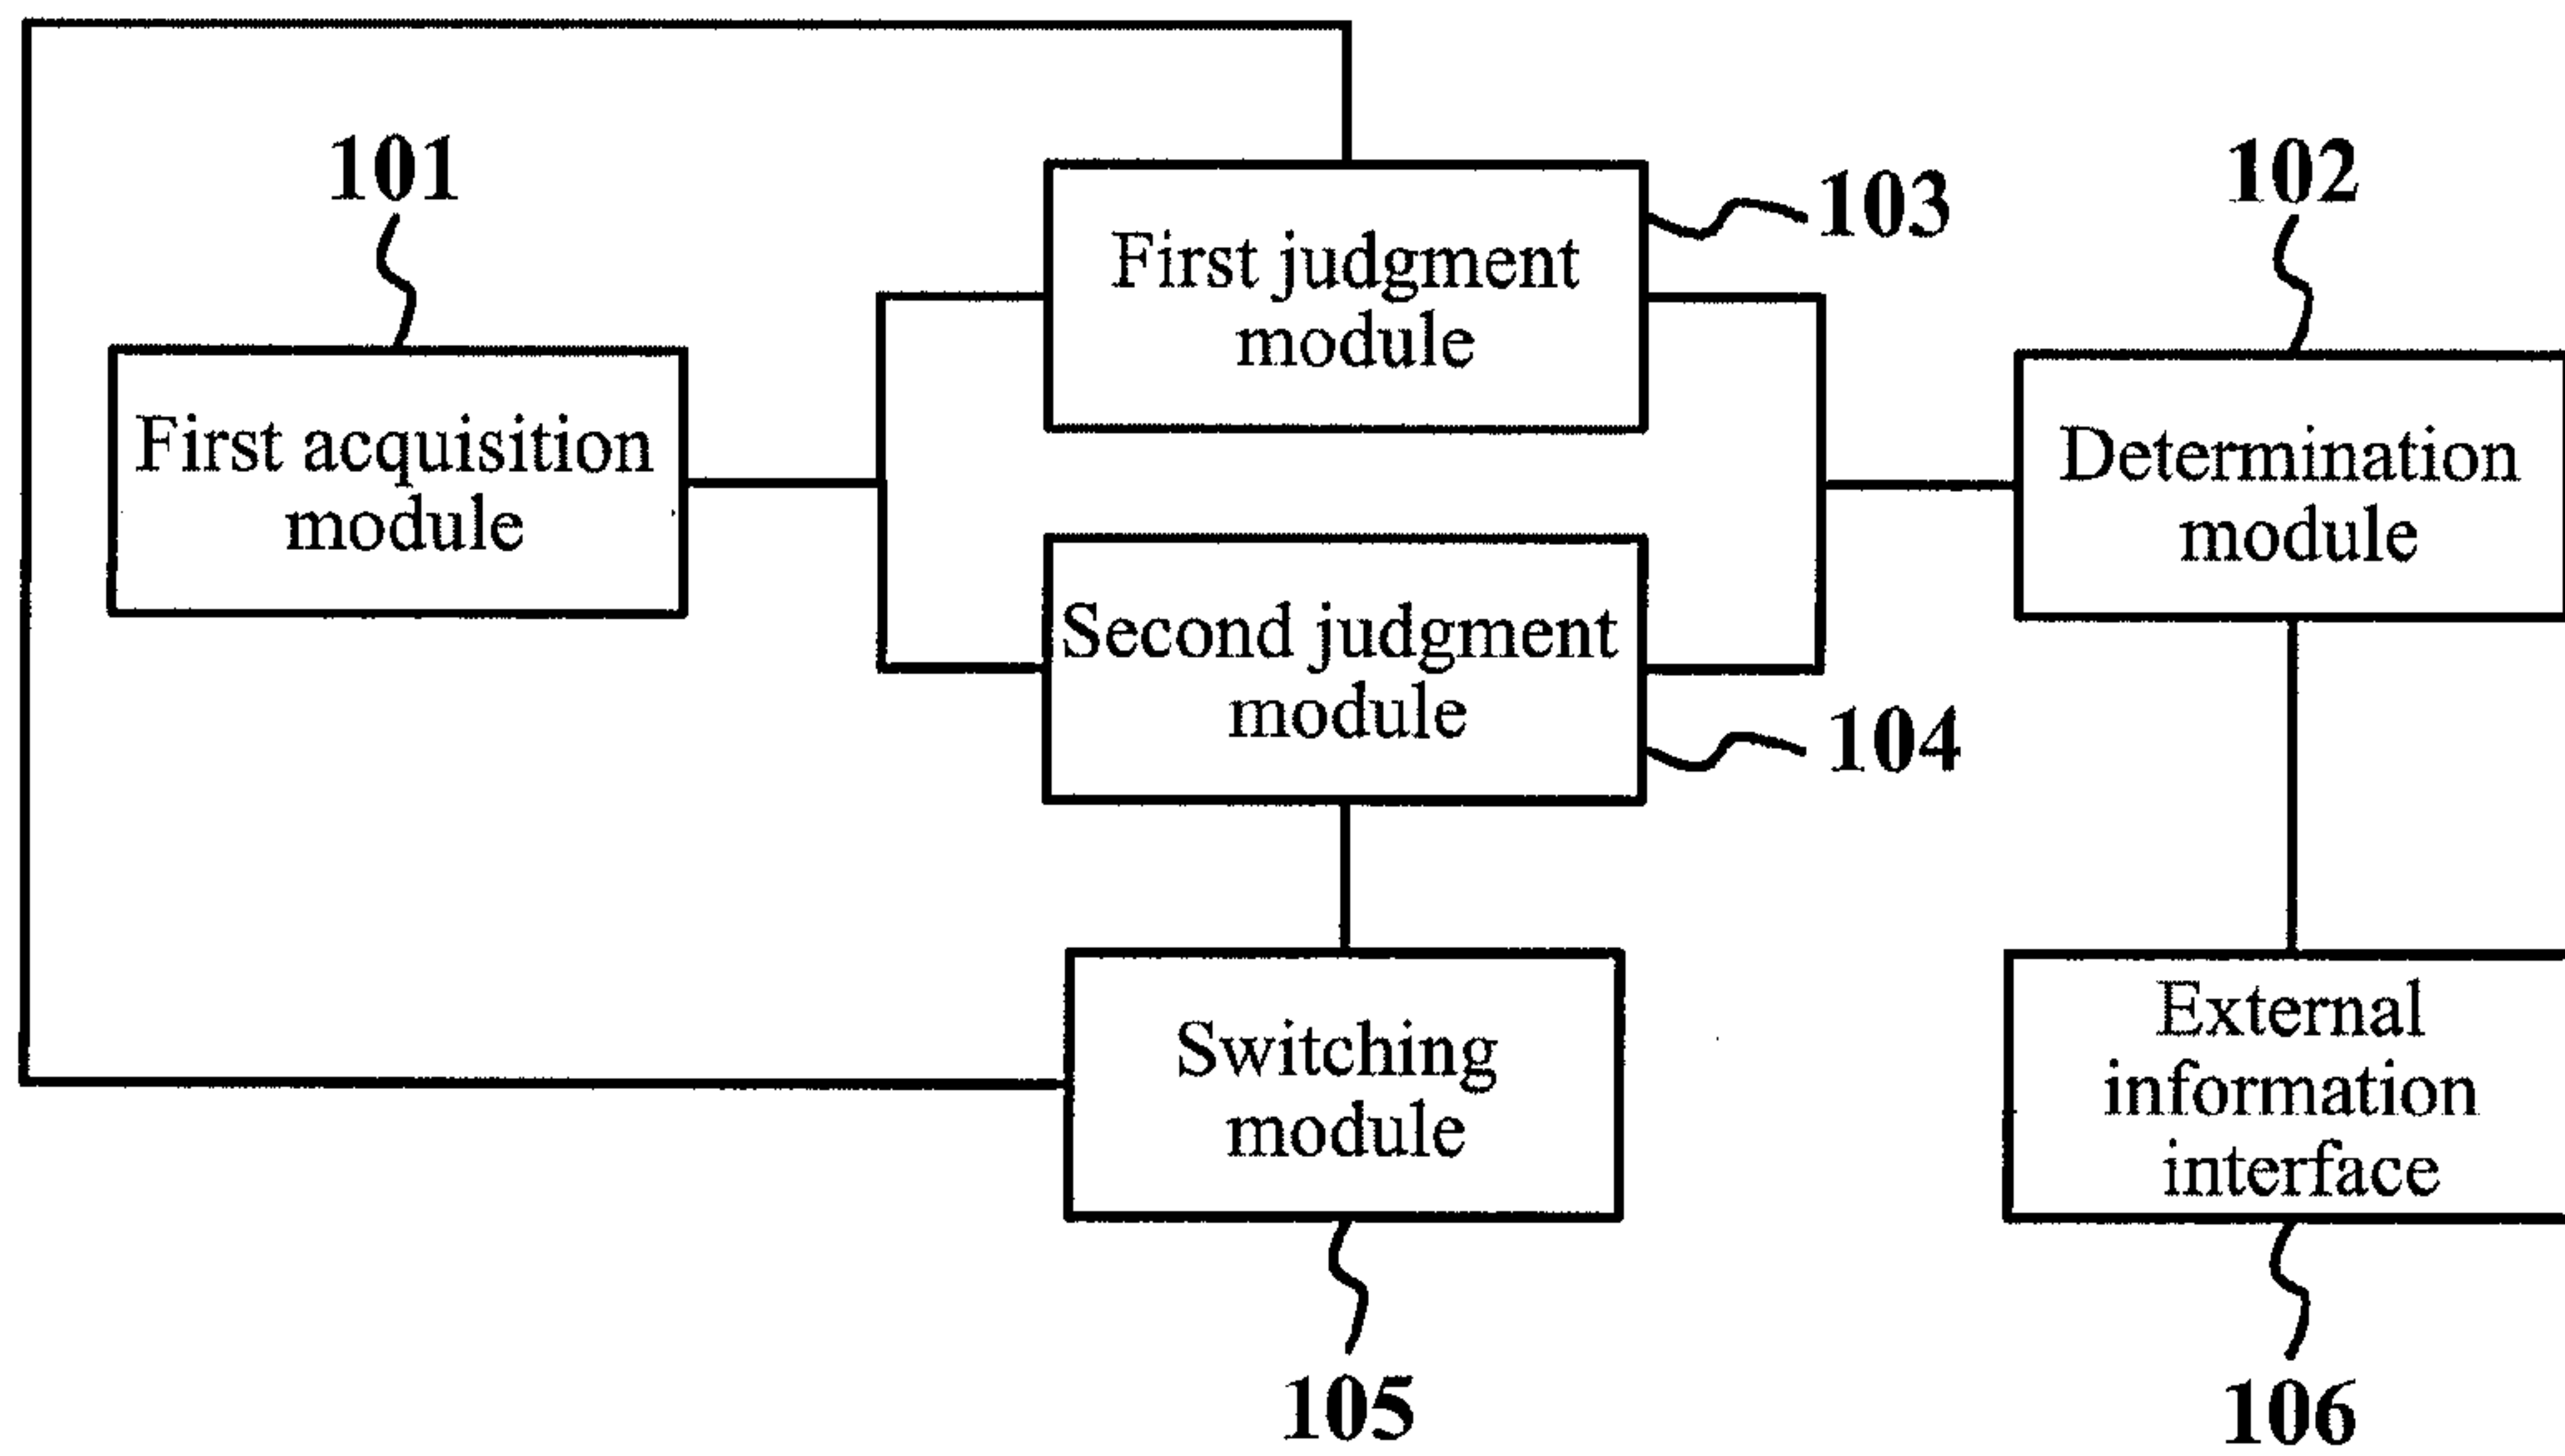 101
102
103
First judgment
module
First acquisition
module
Determination
module
Second judgment
module
104
Switching
module
External
information
interface
105
106